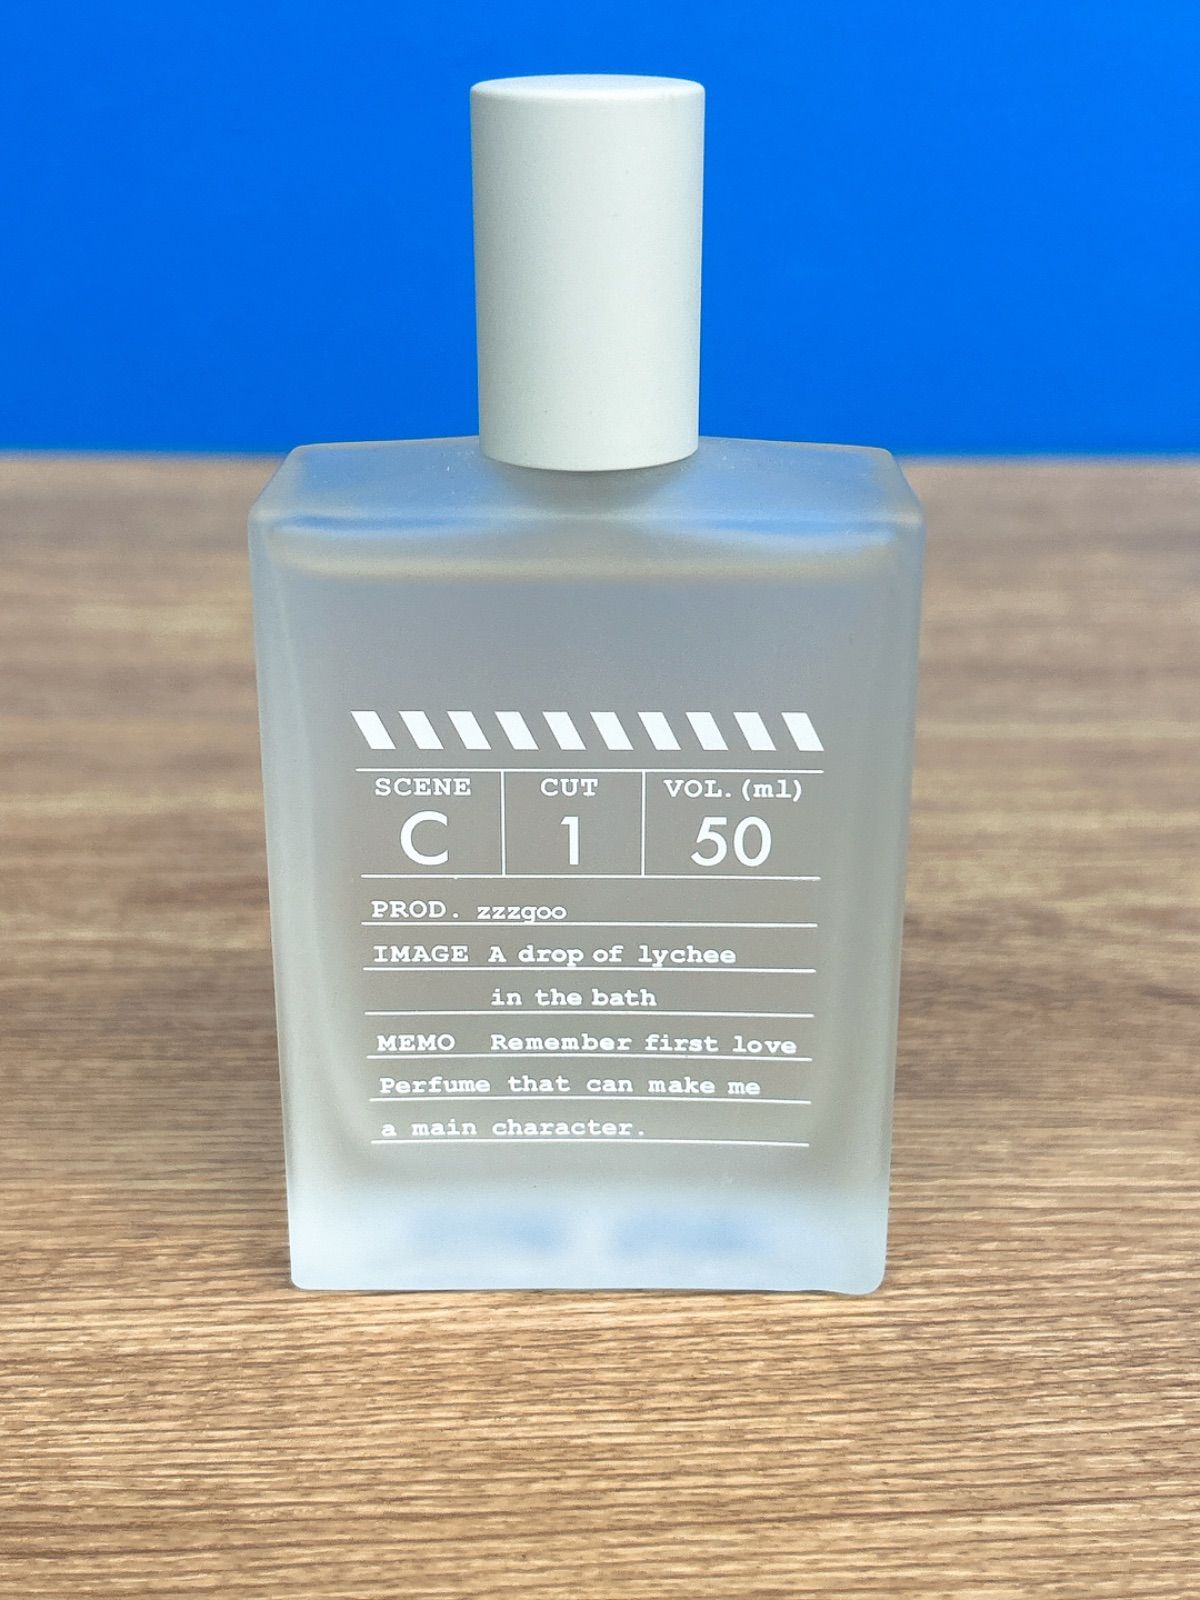 SCENE CUT VOL.(ml)
C 1 50
PROD. zzzgoo
IMAGE A drop of lychee
in the bath
MEMO Remember first love
Perfume that can make me
a main character.